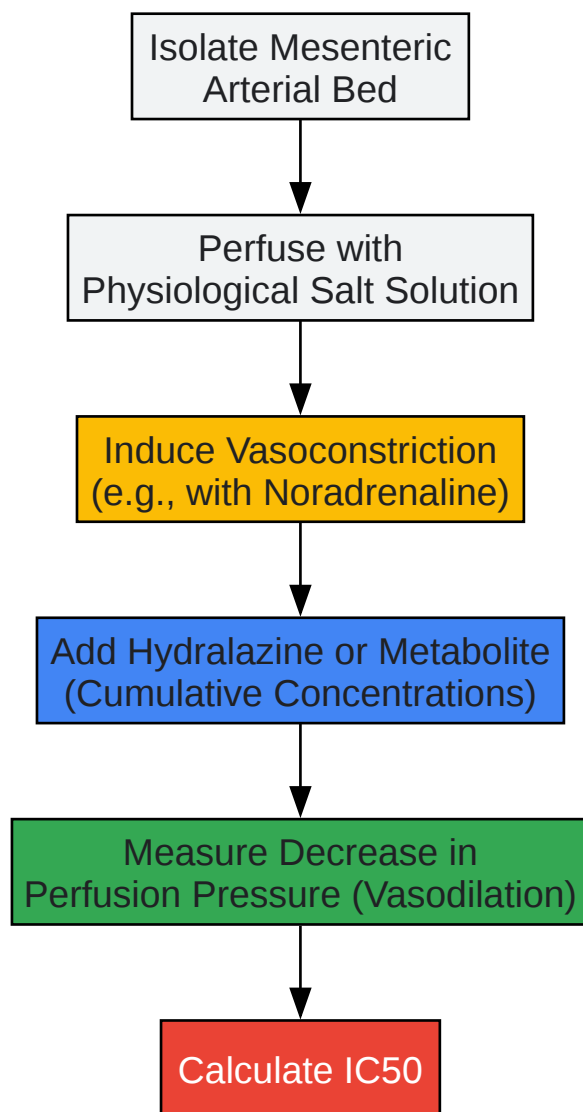 Isolate Mesenteric
Arterial Bed
Perfuse with
Physiological Salt Solution
Induce Vasoconstriction
(e.g., with Noradrenaline)
Add Hydralazine or Metabolite
(Cumulative Concentrations)
Measure Decrease in
Perfusion Pressure (Vasodilation)
Calculate IC50